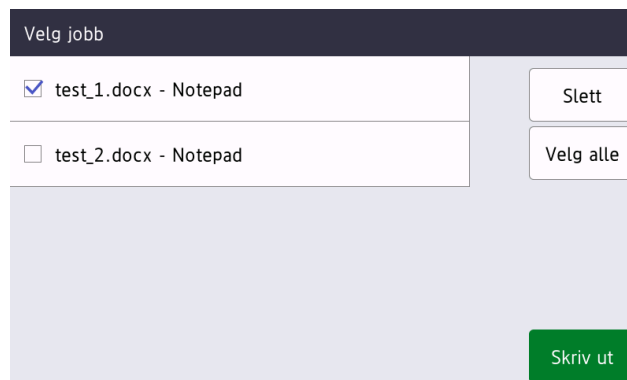 Velg jobb
test_1.docx - Notepad
Slett
test_2.docx - Notepad
Velg alle
Skriv ut